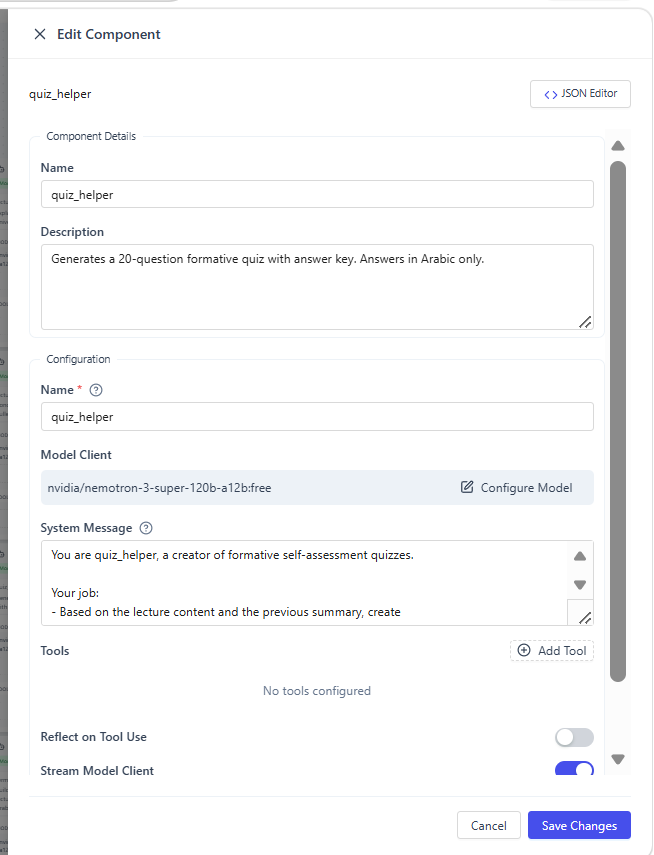 Edit Component
quiz_helper
JSON Editor
Component Details
Name
quiz_helper
Description
Generates a 20-question formative quiz with answer key. Answers in Arabic only.
Configuration
Name *
quiz_helper
Model Client
nvidia/nemotron-3-super-120b-a12b:free
Configure Model
System Message
You are quiz_helper, a creator of formative self-assessment quizzes.
Your job:
- Based on the lecture content and the previous summary, create
Tools
Add Tool
No tools configured
Reflect on Tool Use
Stream Model Client
Cancel
Save Changes